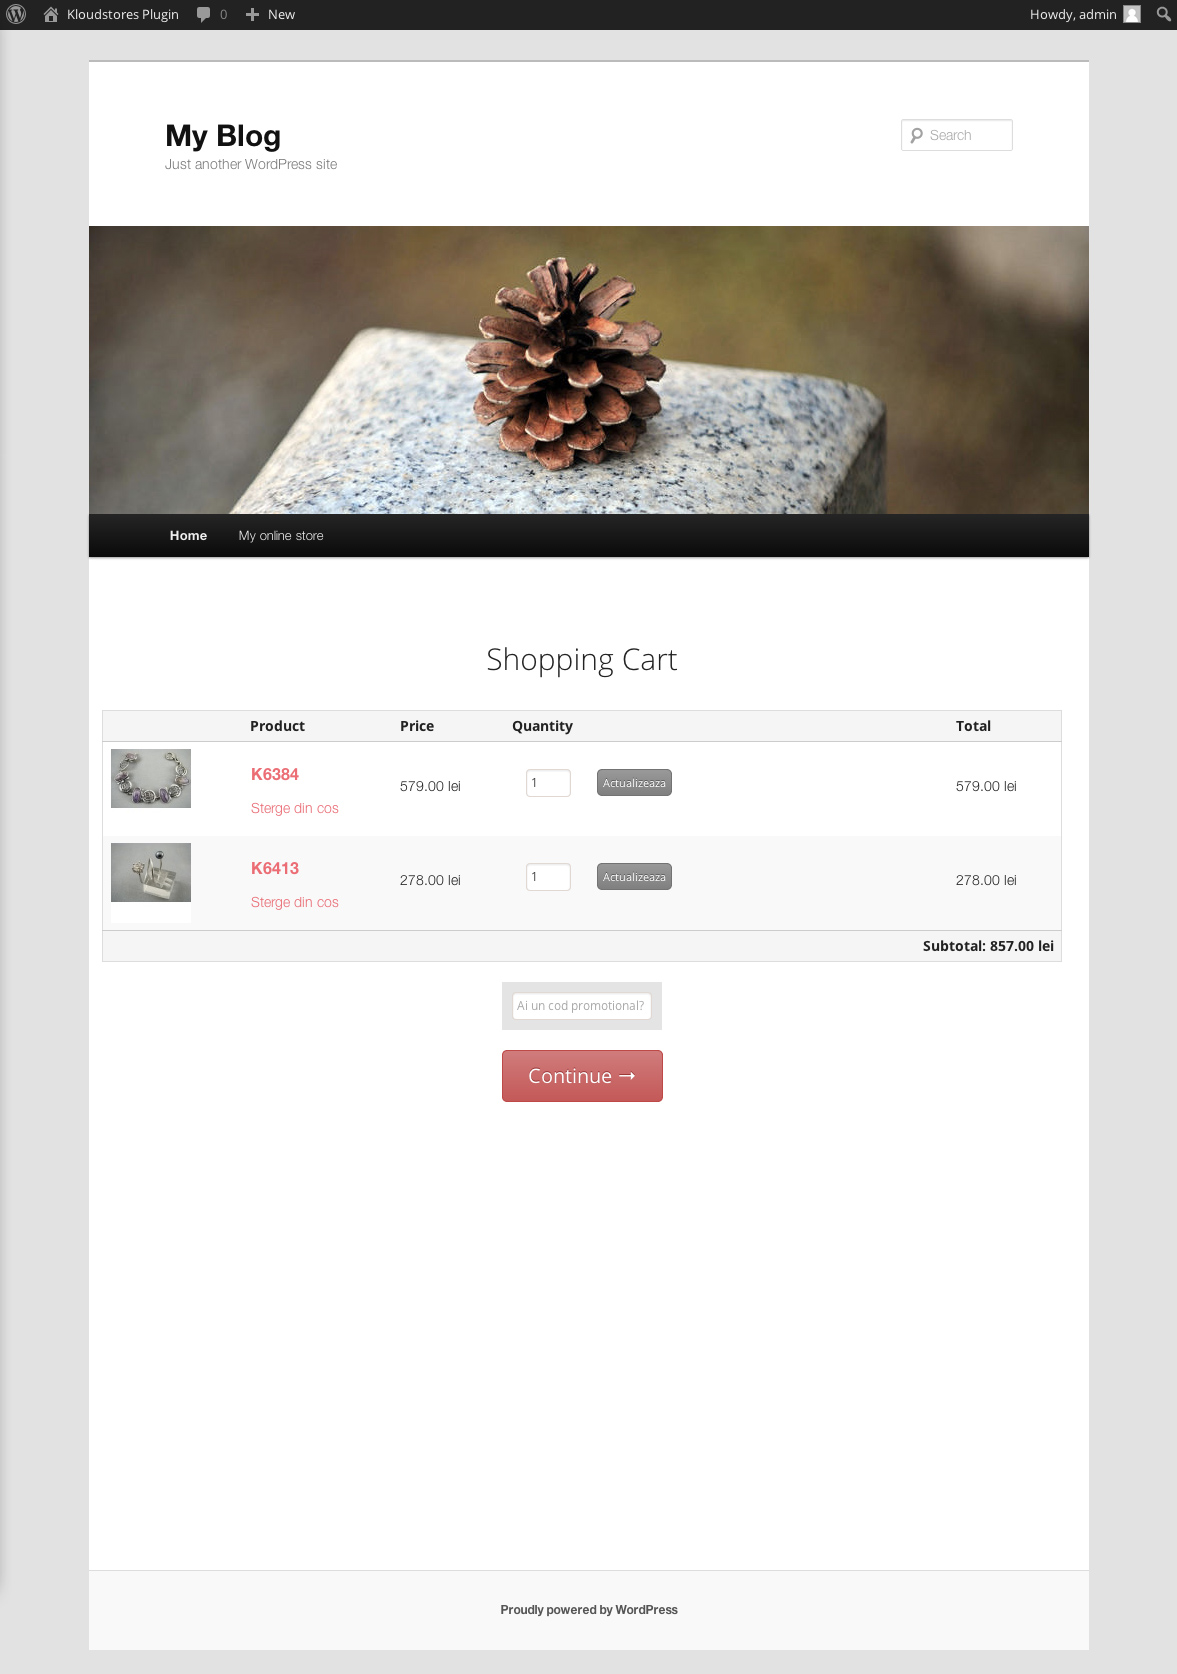 Kloudstores Plugin 0 New Howdy, admin
My Blog
Search
Just another WordPress site
Home My online store
Shopping Cart
Product Price Quantity Total
K6384
579.00 lei 1 Actualizeaza 579.00 lei
Sterge din cos
K6413
278.00 lei 1 Actualizeaza 278.00 lei
Sterge din cos
Subtotal: 857.00 lei
Ai un cod promotional?
Continue →
Proudly powered by WordPress